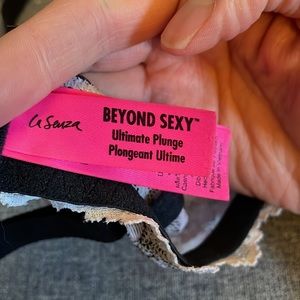 La Senza
BEYOND SEXY™
Ultimate Plunge
Plongeant Ultime